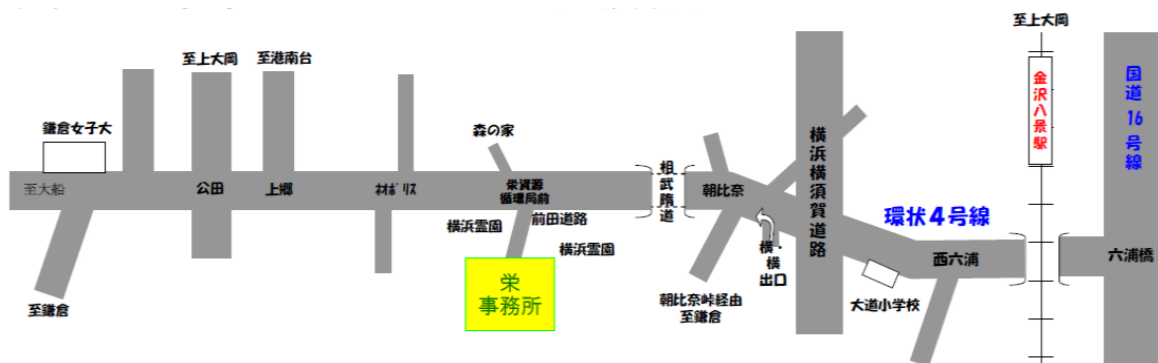 至上大岡
至上大岡
至港南台
鎌倉女子大
森の家
金沢八景駅
国道16号線
至大船
公田
上郷
ネオポリス
栄資源
循環局前
相武隋道
朝比奈
横浜横須賀道路
環状4号線
横浜霊園
前田道路
横浜霊園
横・横
出口
西六浦
六浦橋
栄
事務所
至鎌倉
朝比奈峠経由
至鎌倉
大道小学校